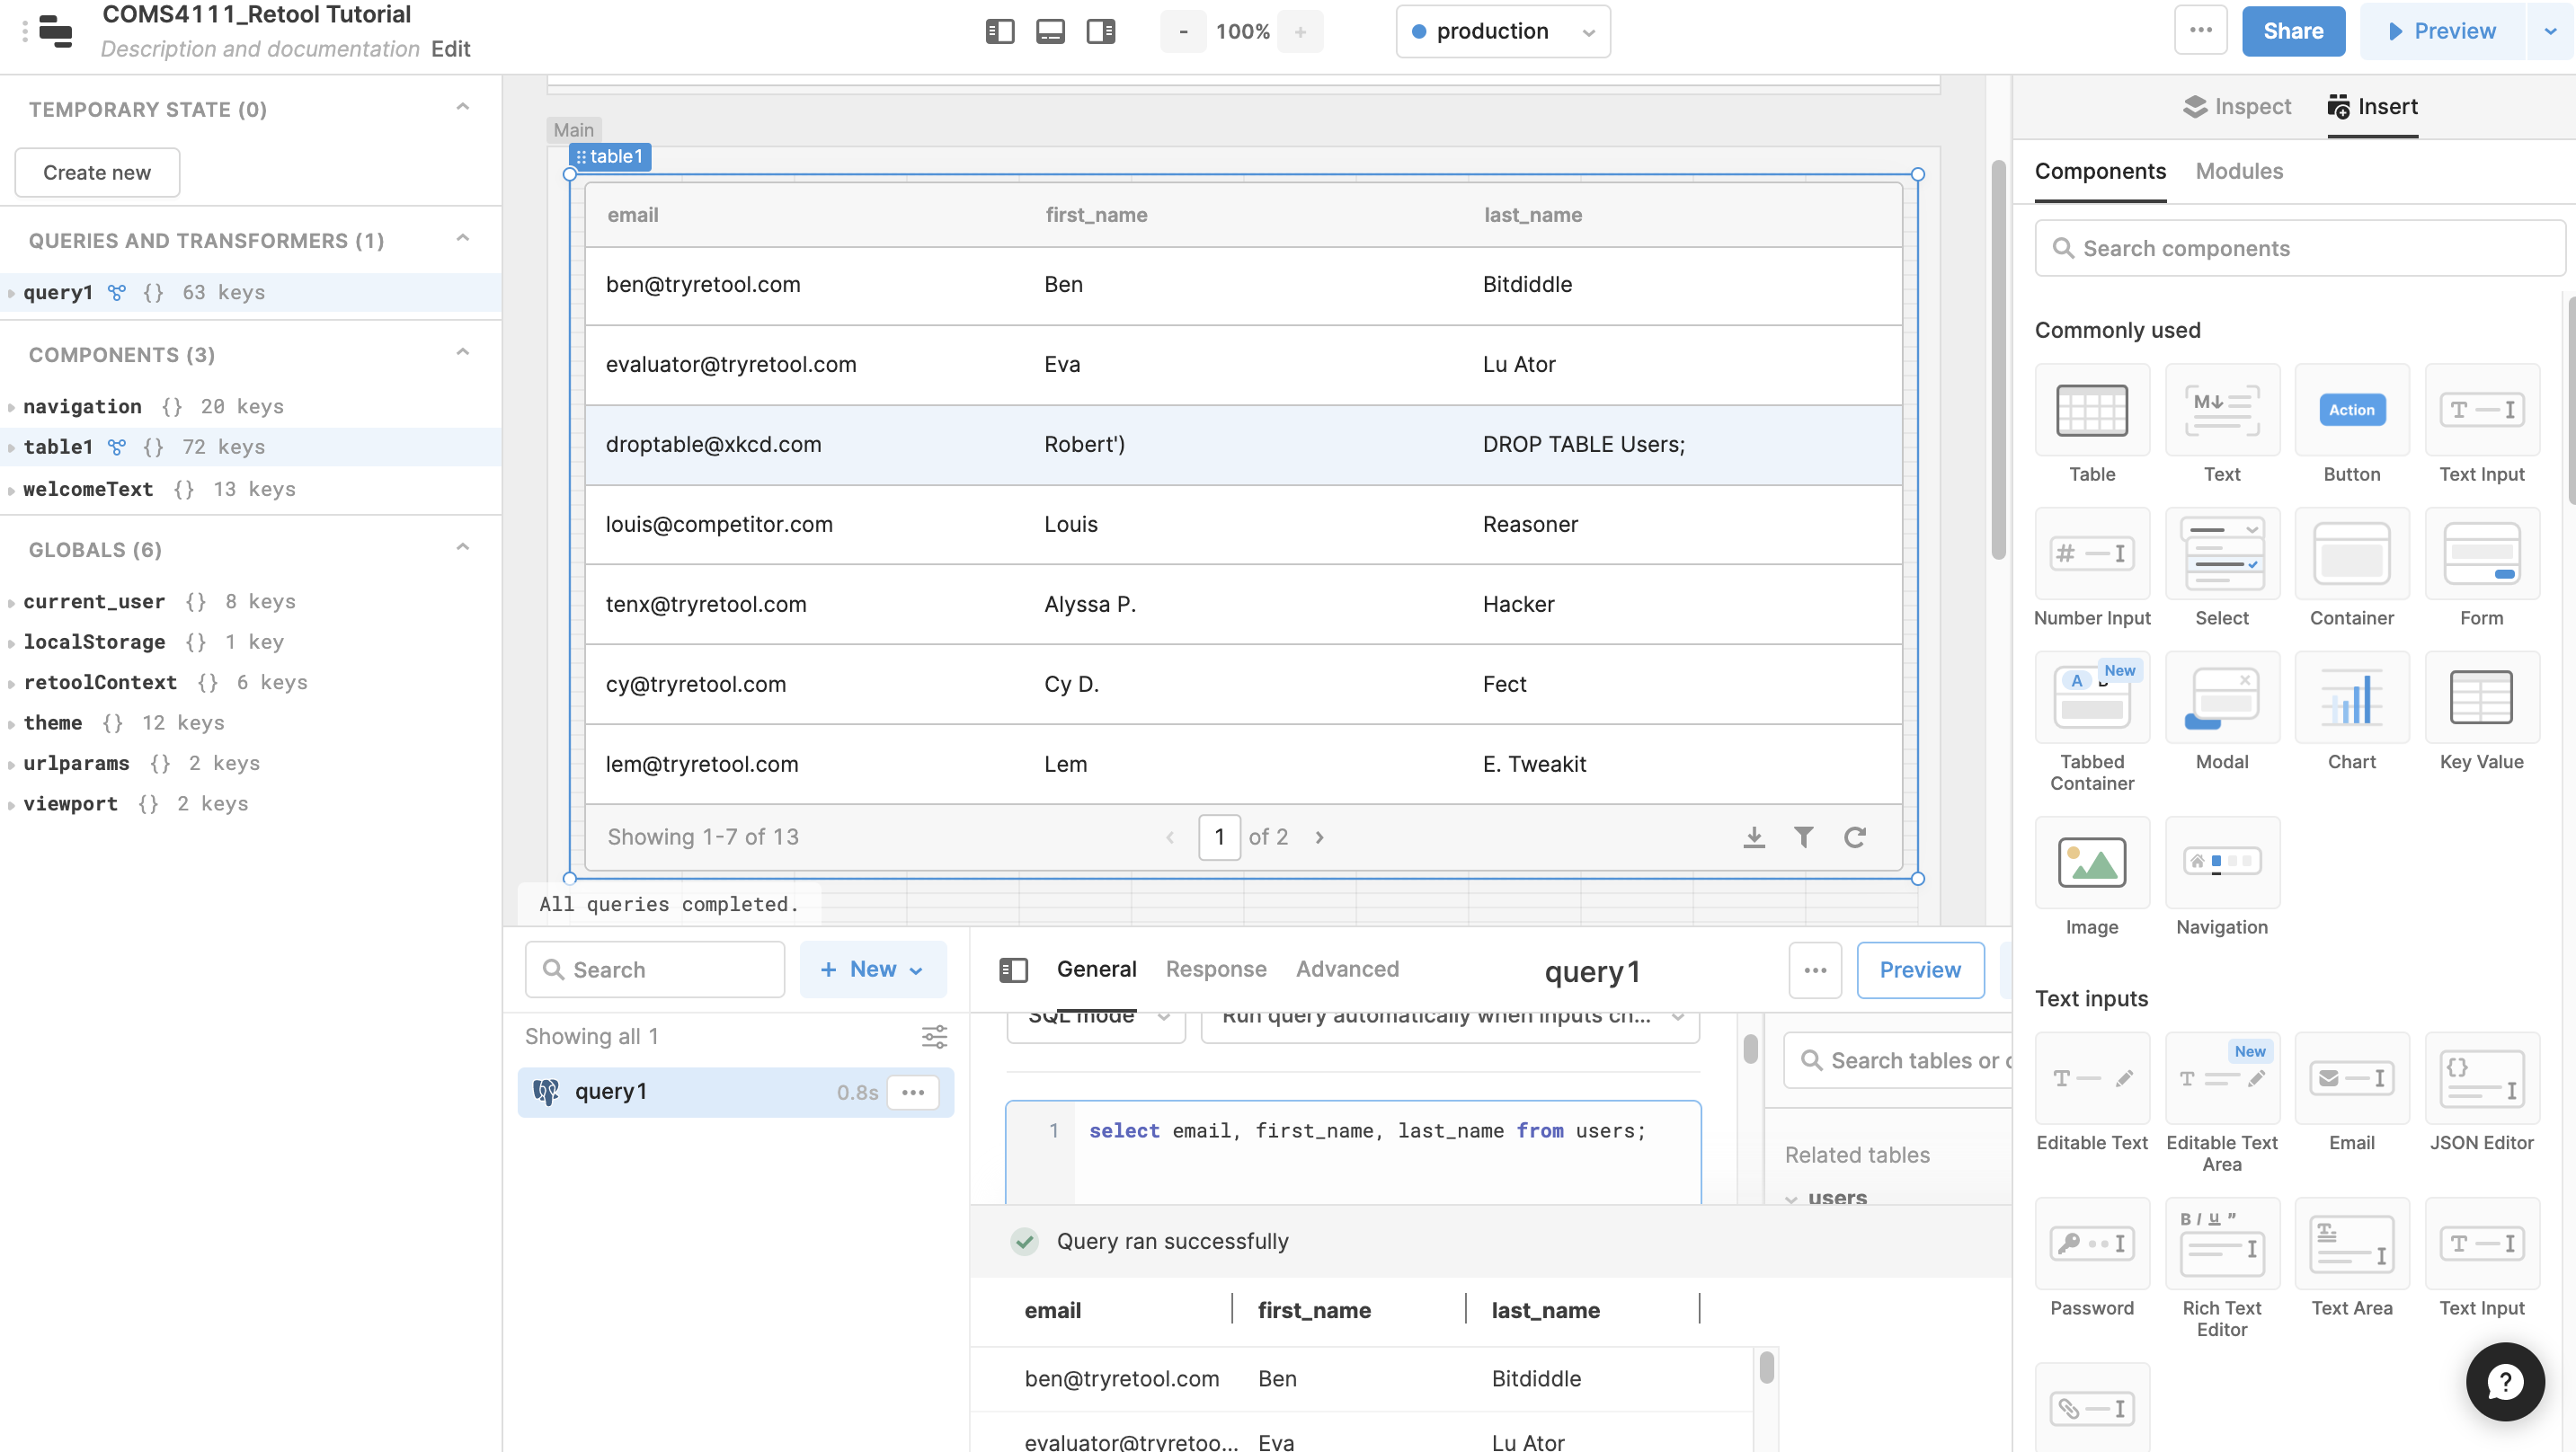 COMS4111_Retool Tutorial
Description and documentation Edit
100%
production
Share
Preview
TEMPORARY STATE (0)
Create new
QUERIES AND TRANSFORMERS (1)
query1 {} 63 keys
COMPONENTS (3)
navigation {} 20 keys
table1 {} 72 keys
welcomeText {} 13 keys
GLOBALS (6)
current_user {} 8 keys
localStorage {} 1 key
retoolContext {} 6 keys
theme {} 12 keys
urlparams {} 2 keys
viewport {} 2 keys
Main
table1
email first_name last_name
ben@tryretool.com Ben Bitdiddle
evaluator@tryretool.com Eva Lu Ator
droptable@xkcd.com Robert') DROP TABLE Users;
louis@competitor.com Louis Reasoner
tenx@tryretool.com Alyssa P. Hacker
cy@tryretool.com Cy D. Fect
lem@tryretool.com Lem E. Tweakit
Showing 1-7 of 13
1 of 2
All queries completed.
Search
+ New
Showing all 1
query1 0.8s
General Response Advanced
query1
Preview
SQL mode
Run query automatically when inputs ch...
Search tables or c
1 select email, first_name, last_name from users;
Related tables
users
Query ran successfully
email first_name last_name
ben@tryretool.com Ben Bitdiddle
evaluator@tryretoo... Eva Lu Ator
Inspect Insert
Components Modules
Search components
Commonly used
M↓
Action
Table Text Button Text Input
Number Input Select Container Form
New
A
Tabbed Container
Modal Chart Key Value
Image Navigation
Text inputs
New
Editable Text
Editable Text Area
Email JSON Editor
B I U ”
Password
Rich Text Editor
Text Area Text Input